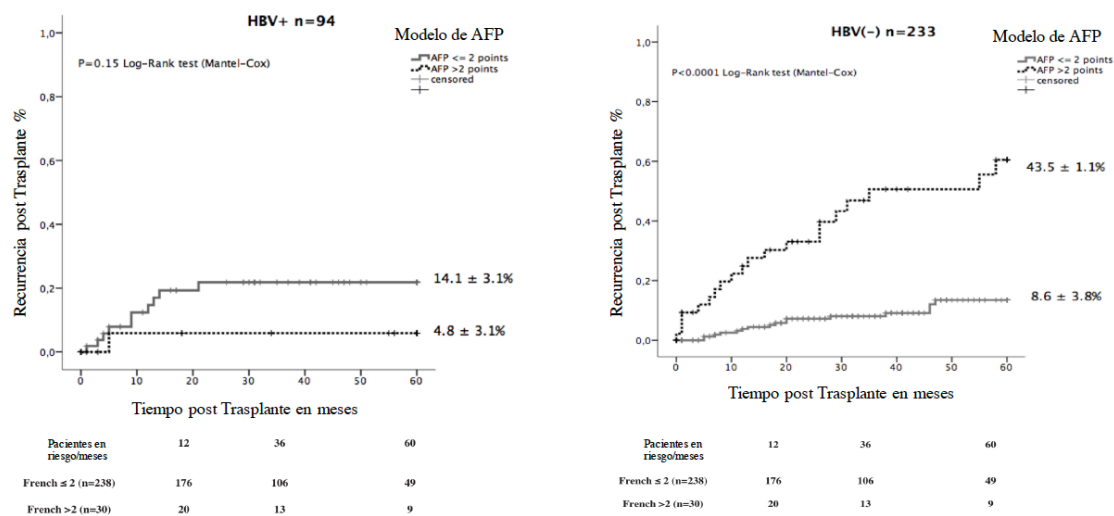 HBV+ n=94
Modelo de AFP
P=0.15 Log-Rank test (Mantel-Cox)
AFP <= 2 points
AFP >2 points
censored
Recurrencia post Trasplante %
1,0
0,8
0,6
0,4
0,2
0,0
14.1 ± 3.1%
4.8 ± 3.1%
0 10 20 30 40 50 60
Tiempo post Trasplante en meses
Pacientes en riesgo/meses 12 36 60
French ≤ 2 (n=238) 176 106 49
French >2 (n=30) 20 13 9
HBV(-) n=233
Modelo de AFP
P<0.0001 Log-Rank test (Mantel-Cox)
AFP <= 2 points
AFP >2 points
censored
Recurrencia post Trasplante %
1,0
0,8
0,6
0,4
0,2
0,0
43.5 ± 1.1%
8.6 ± 3.8%
0 10 20 30 40 50 60
Tiempo post Trasplante en meses
Pacientes en riesgo/meses 12 36 60
French ≤ 2 (n=238) 176 106 49
French >2 (n=30) 20 13 9